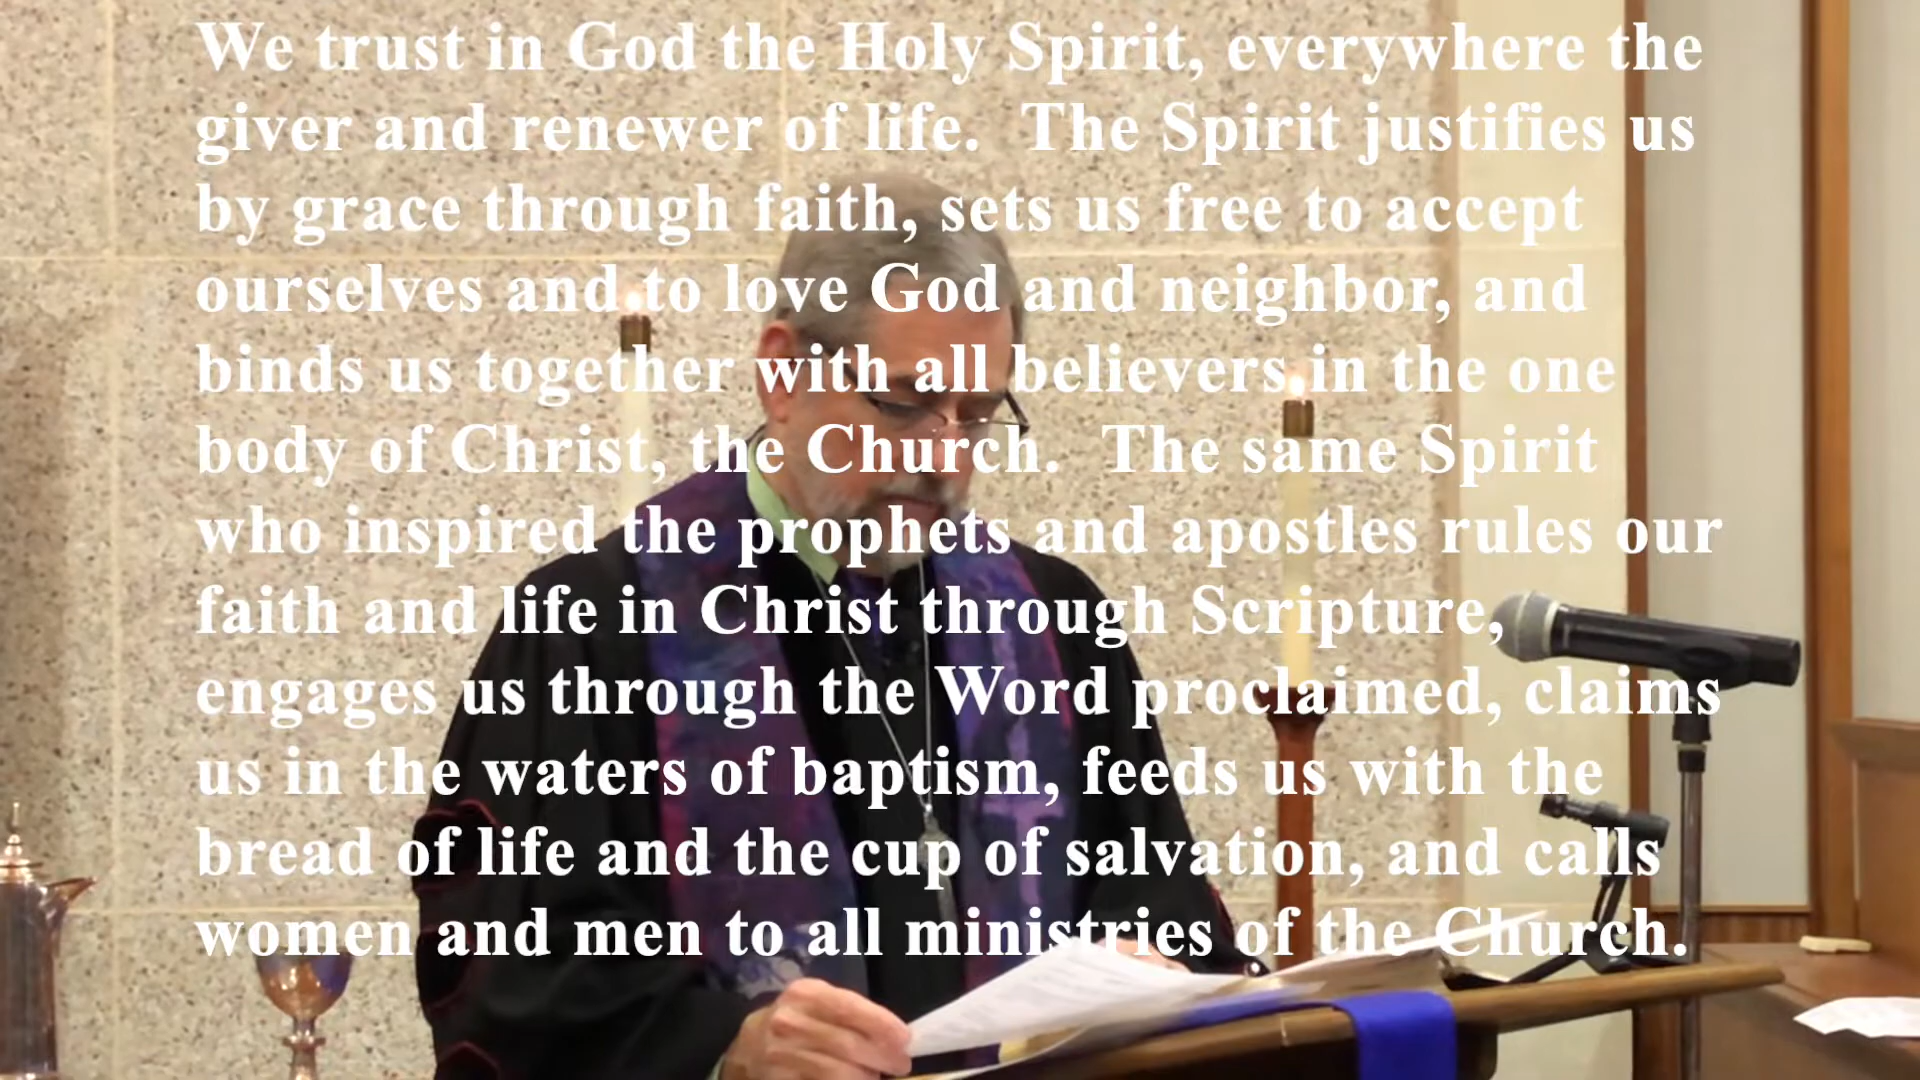 We trust in God the Holy Spirit, everywhere the
giver and renewer of life.  The Spirit justifies us
by grace through faith, sets us free to accept
ourselves and to love God and neighbor, and
binds us together with all believers in the one
body of Christ, the Church.  The same Spirit
who inspired the prophets and apostles rules our
faith and life in Christ through Scripture,
engages us through the Word proclaimed, claims
us in the waters of baptism, feeds us with the
bread of life and the cup of salvation, and calls
women and men to all ministries of the Church.